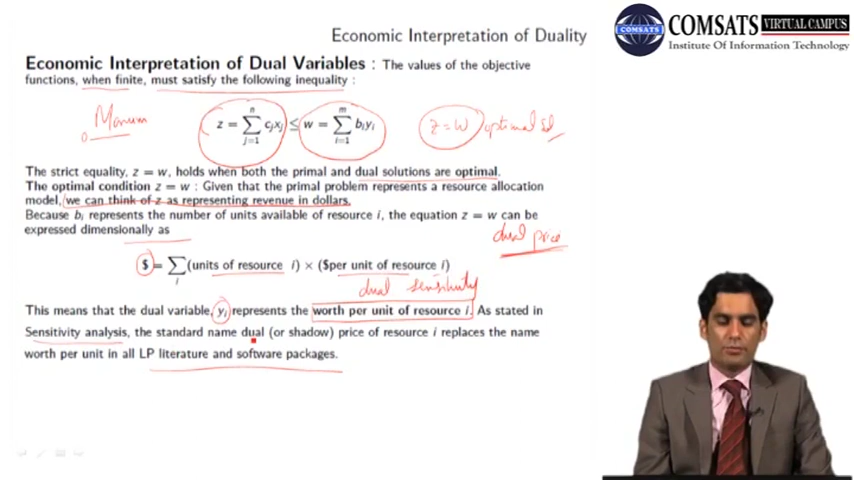 Economic Interpretation of Duality
COMSATS VIRTUAL CAMPUS
Institute Of Information Technology
Economic Interpretation of Dual Variables : The values of the objective
functions, when finite, must satisfy the following inequality :
z = ∑_{j=1}^{n} c_j x_j ≤ w = ∑_{i=1}^{m} b_i y_i
z = w optimal sol
The strict equality, z = w, holds when both the primal and dual solutions are optimal.
The optimal condition z = w : Given that the primal problem represents a resource allocation
model, we can think of z as representing revenue in dollars.
Because b_i represents the number of units available of resource i, the equation z = w can be
expressed dimensionally as
dual price
$ = ∑_i (units of resource i) × ($per unit of resource i)
dual sensitivity
This means that the dual variable, y_i represents the worth per unit of resource i. As stated in
Sensitivity analysis, the standard name dual (or shadow) price of resource i replaces the name
worth per unit in all LP literature and software packages.